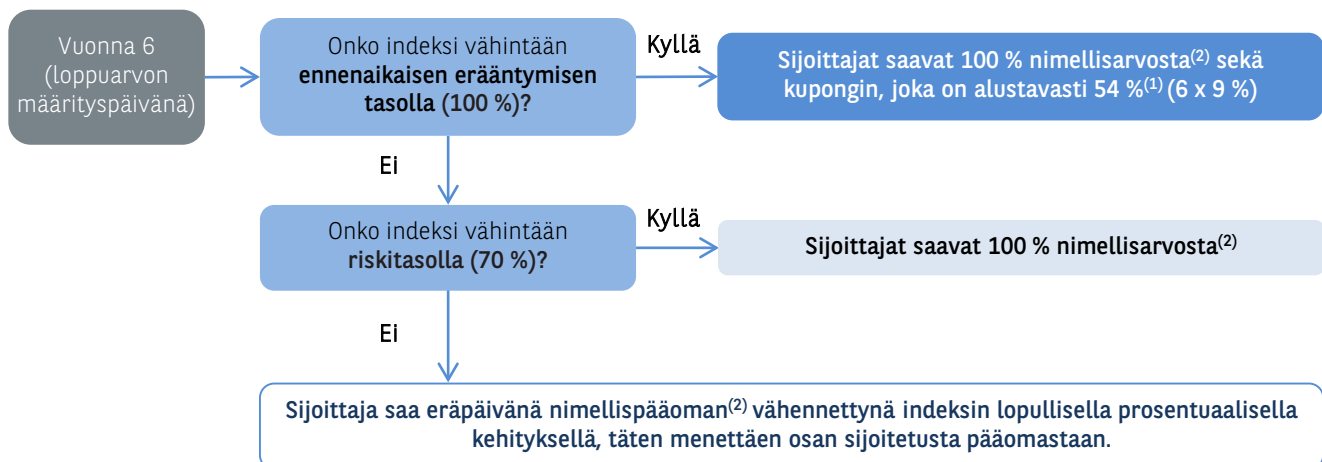 Vuonna 6
(loppuarvon
määrityspäivänä)
Onko indeksi vähintään
ennenaikaisen erääntymisen
tasolla (100 %)?
Kyllä
Sijoittajat saavat 100 % nimellisarvosta(2) sekä
kupongin, joka on alustavasti 54 %(1) (6 x 9 %)
Ei
Onko indeksi vähintään
riskitasolla (70 %)?
Kyllä
Sijoittajat saavat 100 % nimellisarvosta(2)
Ei
Sijoittaja saa eräpäivänä nimellispääoman(2) vähennettynä indeksin lopullisella prosentuaalisella
kehityksellä, täten menettäen osan sijoitetusta pääomastaan.